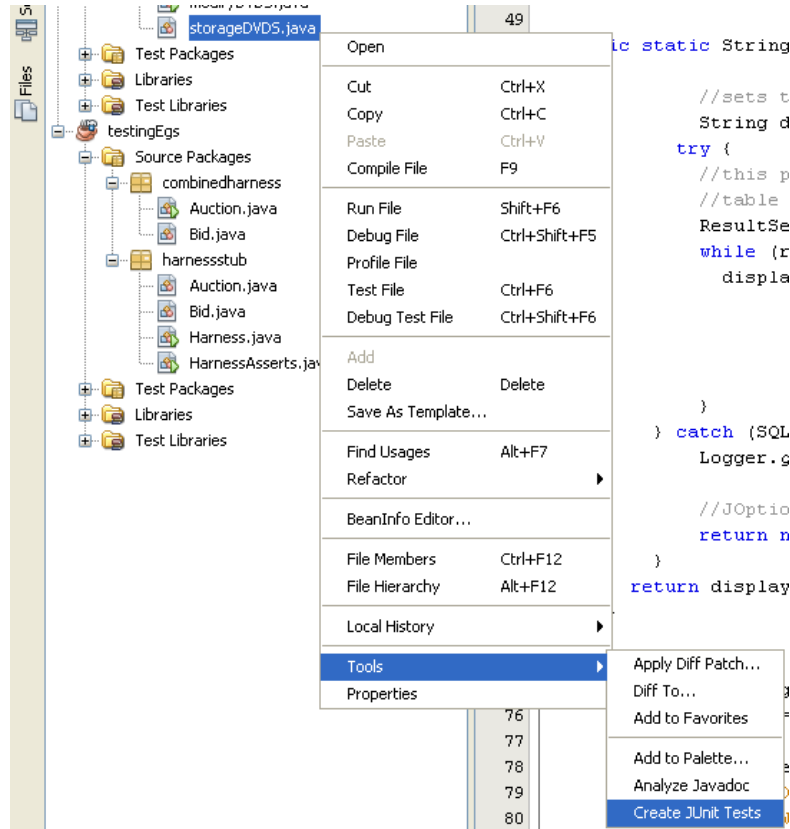 modifyDVDS.java
storageDVDS.java
Test Packages
Libraries
Test Libraries
testingEgs
Source Packages
combinedharness
Auction.java
Bid.java
harnessstub
Auction.java
Bid.java
Harness.java
HarnessAsserts.jav
Test Packages
Libraries
Test Libraries
Files
Open
Cut Ctrl+X
Copy Ctrl+C
Paste Ctrl+V
Compile File F9
Run File Shift+F6
Debug File Ctrl+Shift+F5
Profile File
Test File Ctrl+F6
Debug Test File Ctrl+Shift+F6
Add
Delete Delete
Save As Template...
Find Usages Alt+F7
Refactor
BeanInfo Editor...
File Members Ctrl+F12
File Hierarchy Alt+F12
Local History
Tools
Properties
Apply Diff Patch...
Diff To...
Add to Favorites
Add to Palette...
Analyze Javadoc
Create JUnit Tests
49
ic static String
//sets t
String d
try {
//this p
//table
ResultSe
while (r
displa
}
} catch (SQL
Logger.g
//JOptio
return n
}
return display
76
77
78
79
80